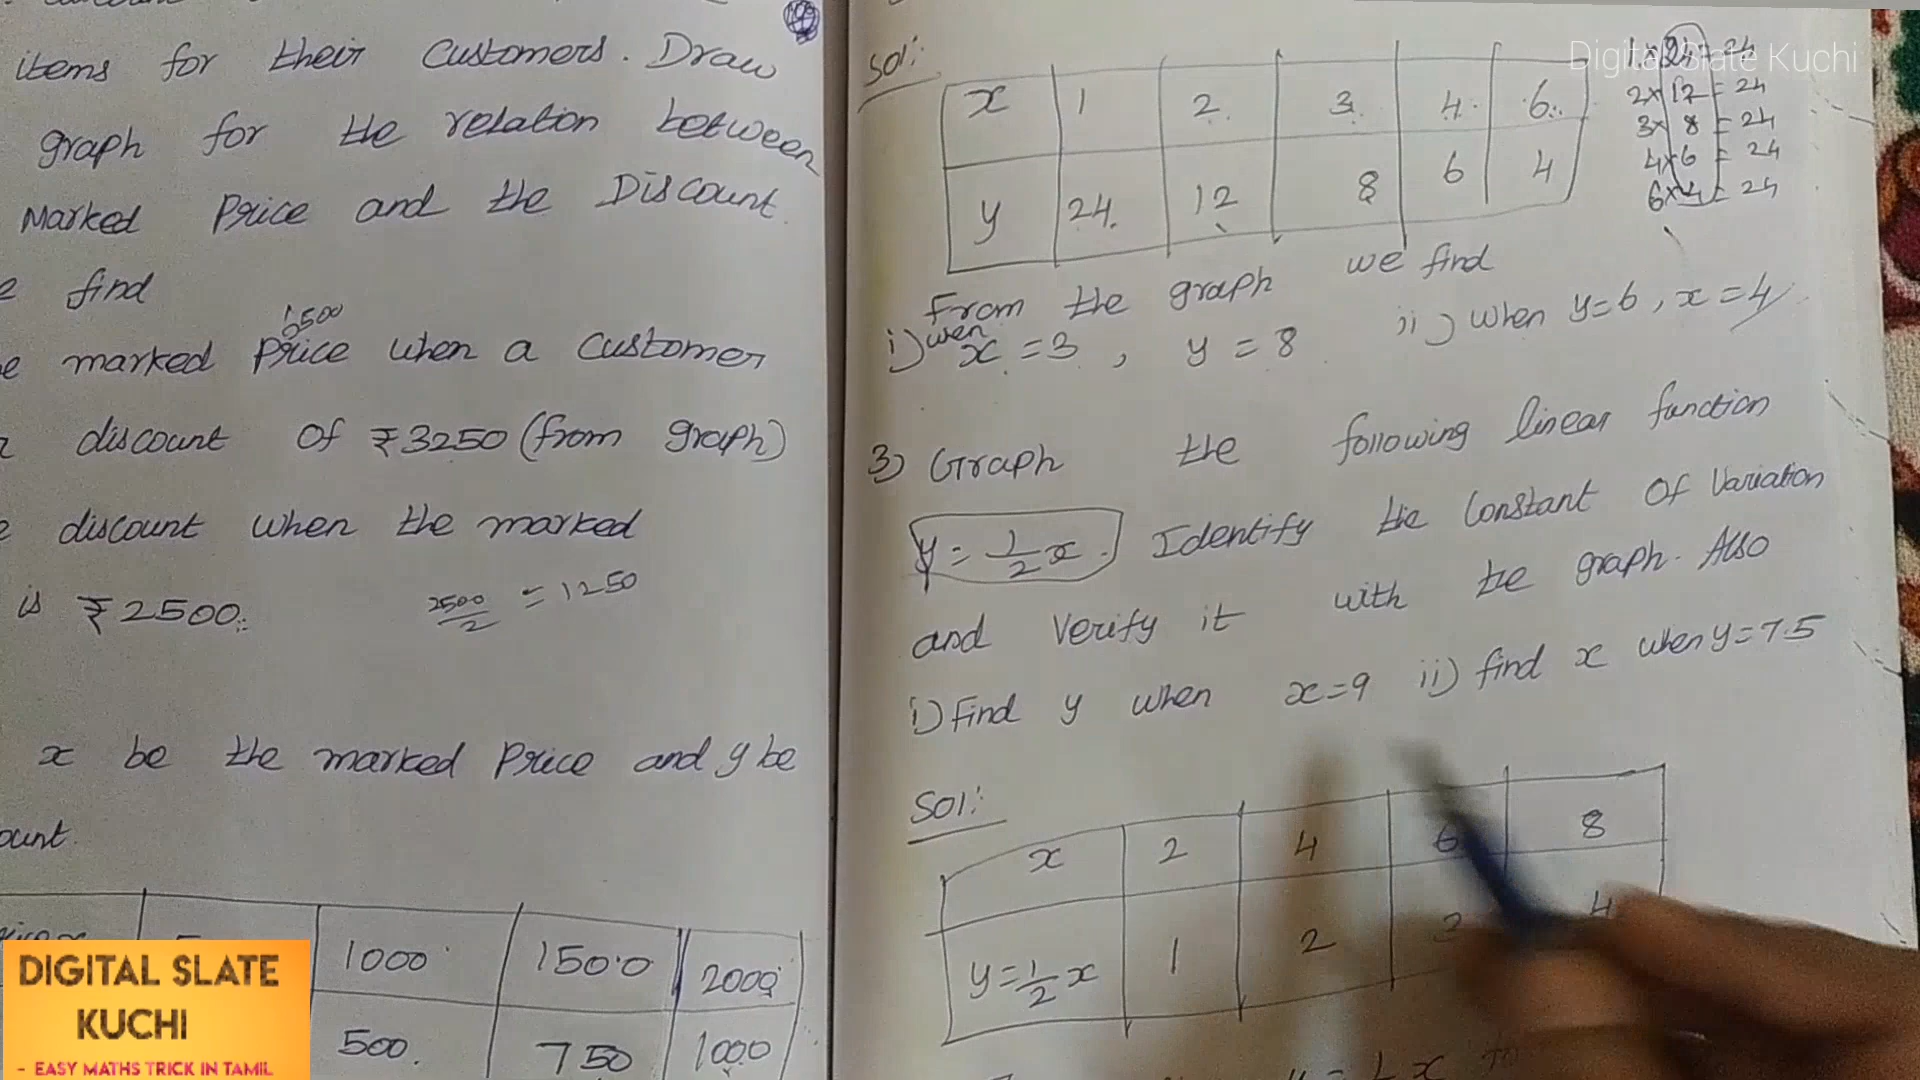 items for their Customers. Draw
graph for the relation between
Marked Price and the Discount.
find
6500
marked Price when a Customer
discount of ₹3250 (from graph)
discount when the marked
is ₹2500.
2500/2 = 1250
x be the marked Price and y be
1000 1500 2000
500. 750 1000
Sol:
x 1 2 3 4 6
y 24 12 8 6 4
1×24=24
2×12=24
3×8=24
4×6=24
6×4=24
From the graph we find
i) wen x=3, y=8 ii) when y=6, x=4
3) Graph the following linear function
y=1/2 x. Identify the Constant of Variation
and Verify it with the graph. Also
i) Find y when x=9 ii) find x when y=7.5
Sol:
x 2 4 6 8
y=1/2 x 1 2 3 4
Digital Slate Kuchi
DIGITAL SLATE
KUCHI
- EASY MATHS TRICK IN TAMIL